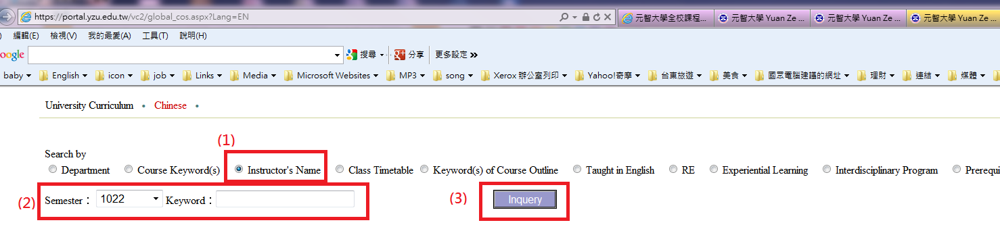 https://portal.yzu.edu.tw/vc2/global_cos.aspx?Lang=EN 元智大學全校課程... 元智大學 Yuan Ze ... 元智大學 Yuan Ze ... 元智大學 Yuan Ze ...
) 編輯(E) 檢視(V) 我的最愛(A) 工具(T) 說明(H)
oogle 搜尋 分享 更多設定 »
baby English icon job Links Media Microsoft Websites MP3 song Xerox 辦公室列印 Yahoo!奇摩 台東旅遊 美食 國眾電腦建議的網址 理財 連結 媒體
University Curriculum • Chinese •
(1)
Search by
Department Course Keyword(s) Instructor's Name Class Timetable Keyword(s) of Course Outline Taught in English RE Experiential Learning Interdisciplinary Program Prerequi
(2) Semester： 1022 Keyword： (3) Inquery